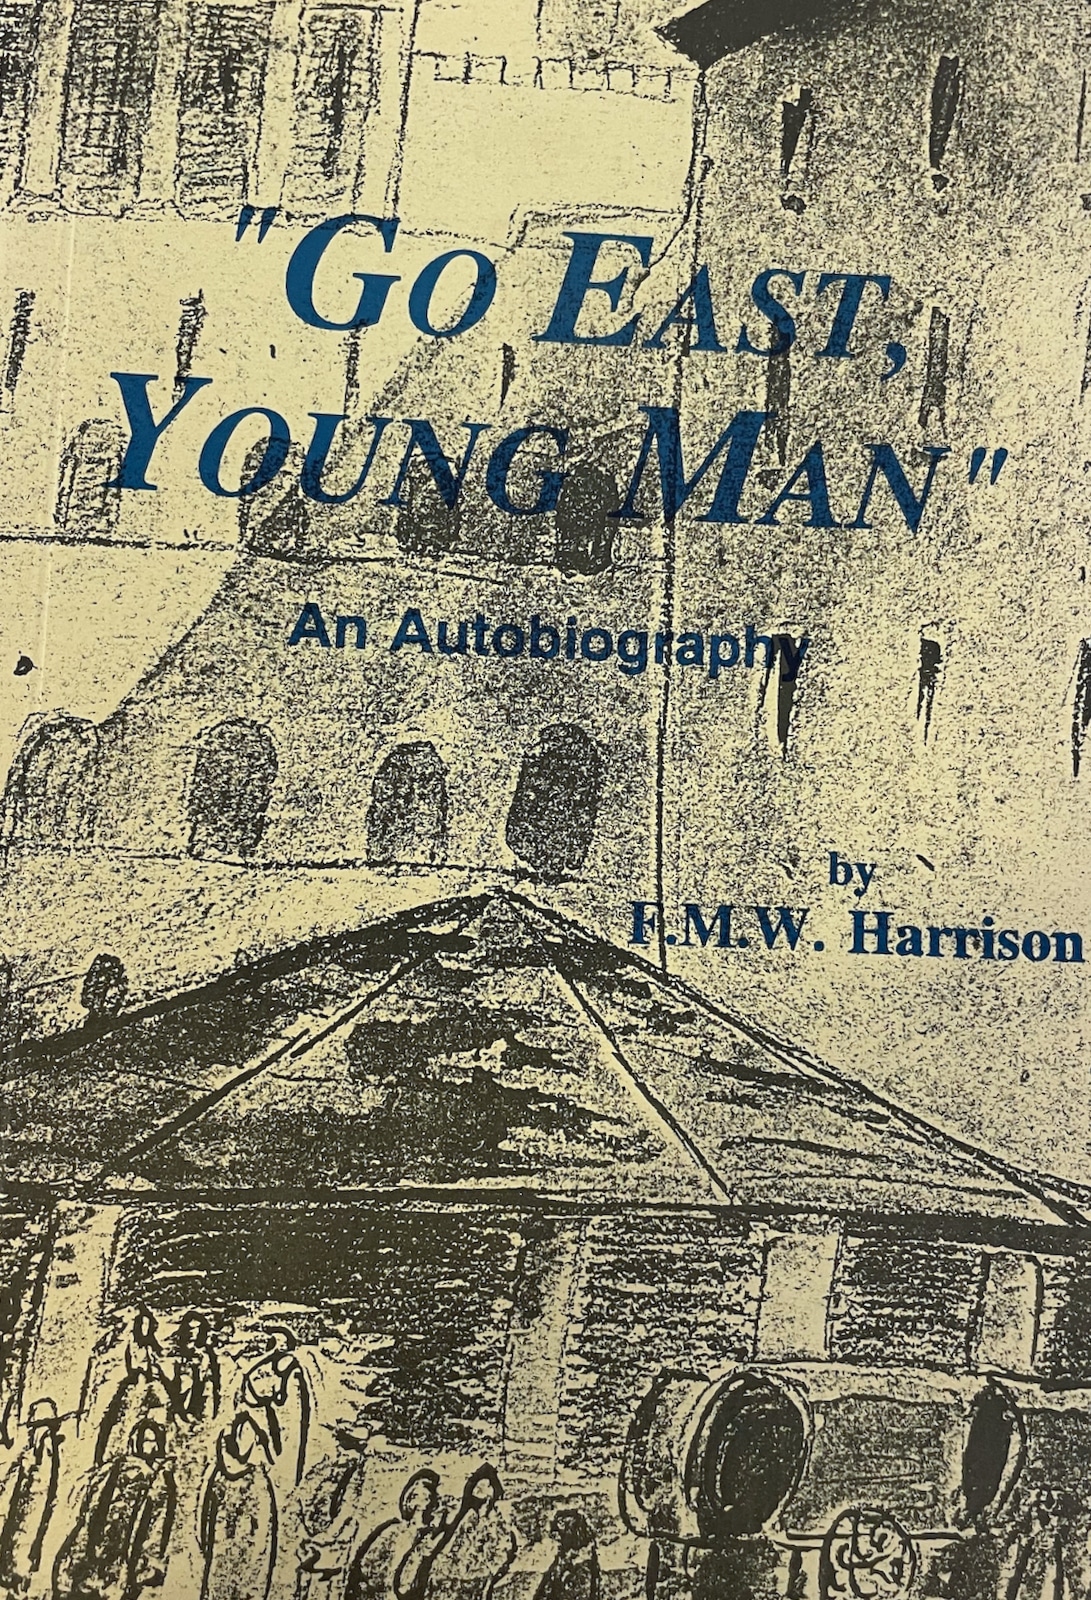 "Go East,
Young Man"
An Autobiography
by
F.M.W. Harrison